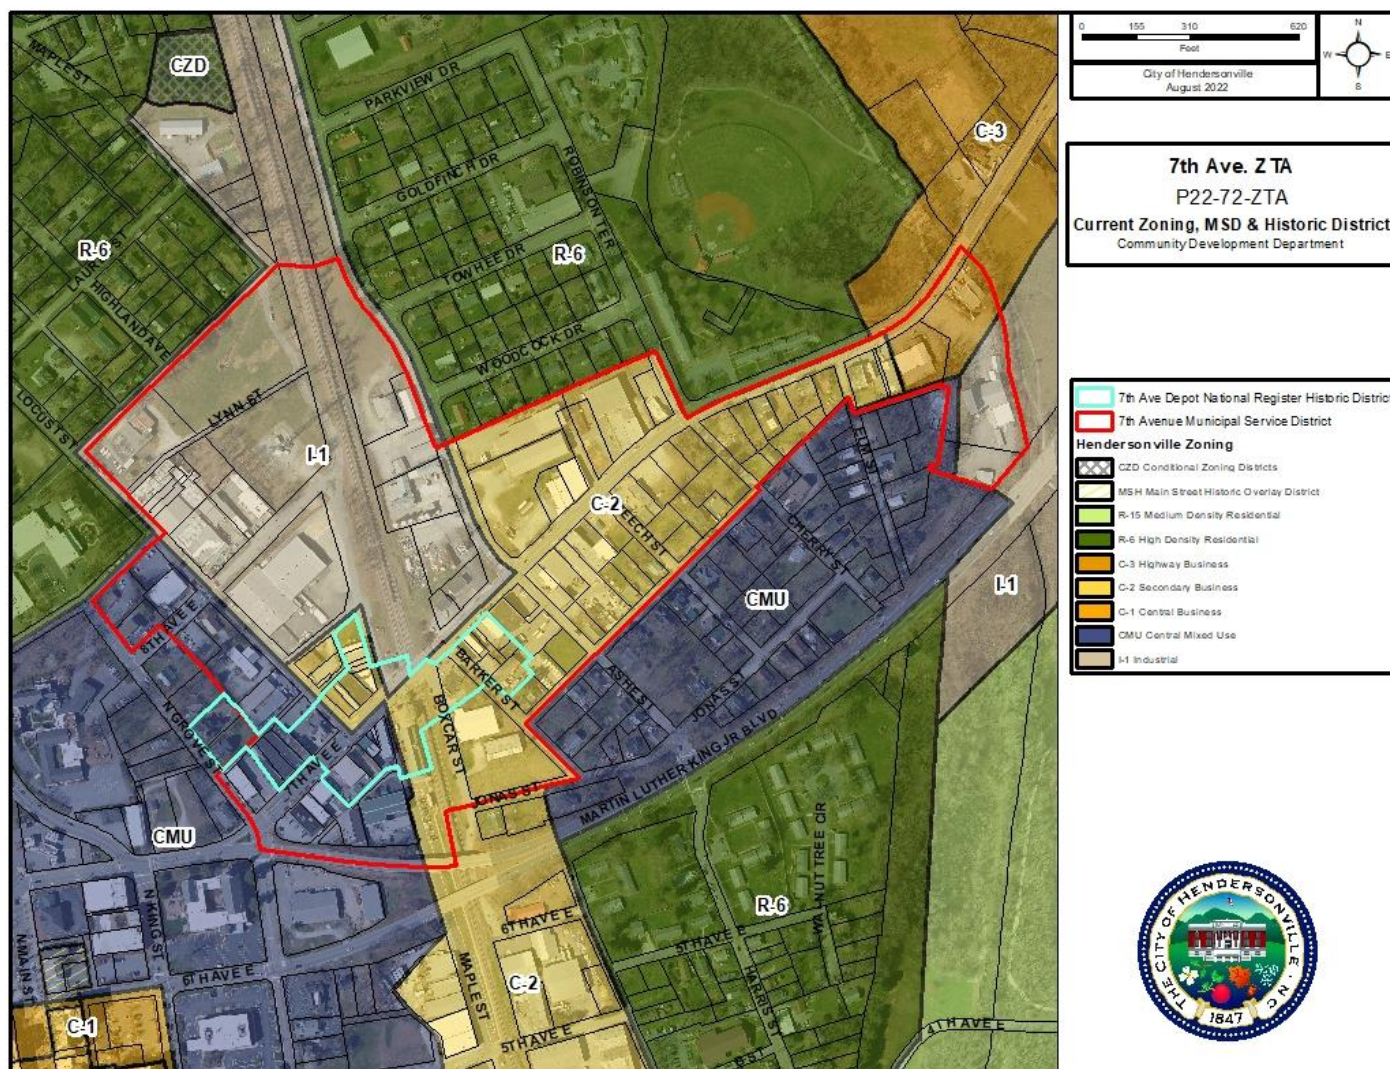 0 155 310 620
Feet
City of Hendersonville
August 2022
N
W E
S
7th Ave. ZTA
P22-72-ZTA
Current Zoning, MSD & Historic District
Community Development Department
7th Ave Depot National Register Historic District
7th Avenue Municipal Service District
Hendersonville Zoning
CZD Conditional Zoning Districts
MSH Main Street Historic Overlay District
R-15 Medium Density Residential
R-6 High Density Residential
C-3 Highway Business
C-2 Secondary Business
C-1 Central Business
CMU Central Mixed Use
I-1 Industrial
THE CITY OF HENDERSONVILLE, NC
1847
MAPLE ST
CZD
PARKVIEW DR
C-3
GOLDFINCH DR
ROBINSON TER
R-6
LAUREL S
HIGHLAND AVE
TOWHEE DR
R-6
WOODCOCK DR
LOCUST ST
LYNN ST
I-1
ELM ST
C-2
EECH ST
CHERRY ST
CMU
I-1
8TH AVE E
BARKER ST
ASHE ST
JONAS ST
N GROVE ST
BOXCAR ST
7TH AVE E
JONAS ST
MARTIN LUTHER KING JR BLVD
CMU
WALNUT TREE CIR
R-6
N KING ST
6TH AVE E
5TH AVE E
N MAIN ST
6TH AVE E
MAPLE ST
C-2
HARRIS ST
C-1
5TH AVE E
4TH AVE E
B ST